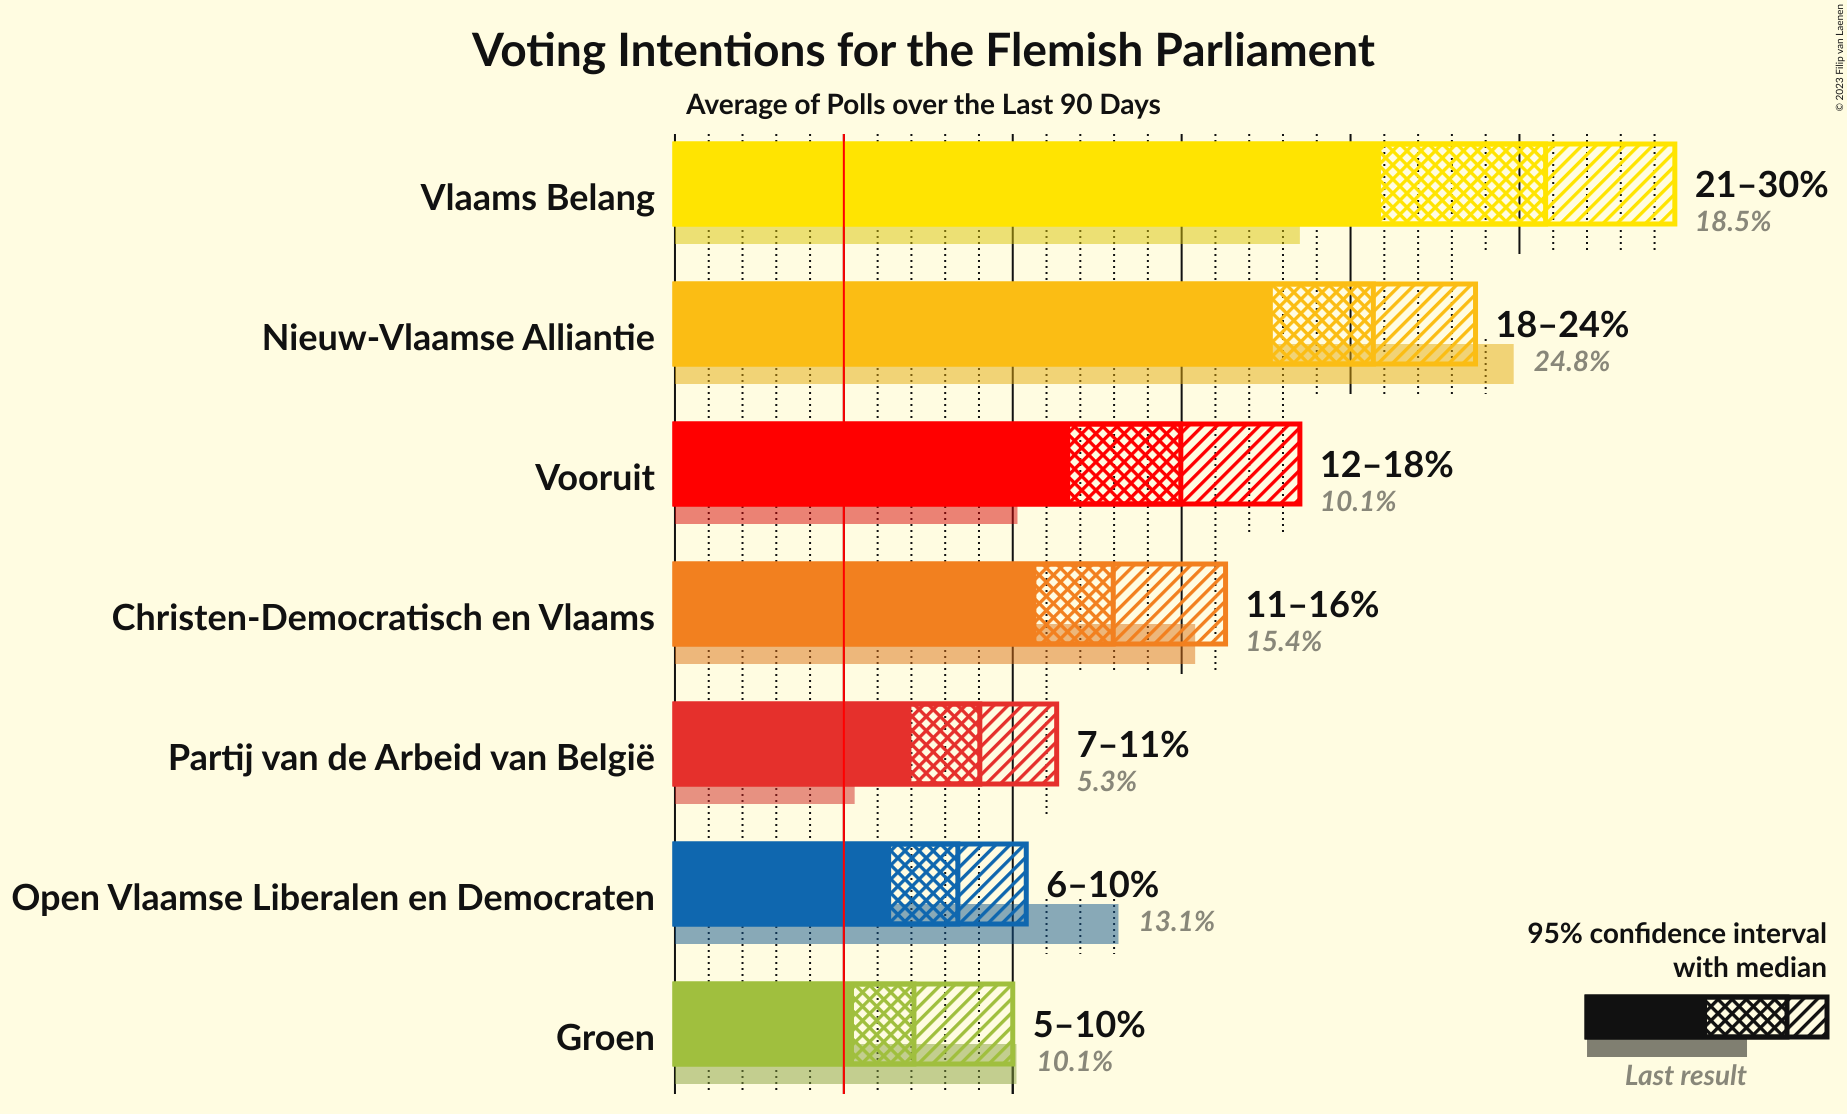 © 2023 Filip van Laenen
Voting Intentions for the Flemish Parliament
Average of Polls over the Last 90 Days
Vlaams Belang
21–30%
18.5%
Nieuw-Vlaamse Alliantie
18–24%
24.8%
Vooruit
12–18%
10.1%
Christen-Democratisch en Vlaams
11–16%
15.4%
Partij van de Arbeid van België
7–11%
5.3%
Open Vlaamse Liberalen en Democraten
6–10%
13.1%
Groen
5–10%
10.1%
95% confidence interval
with median
Last result